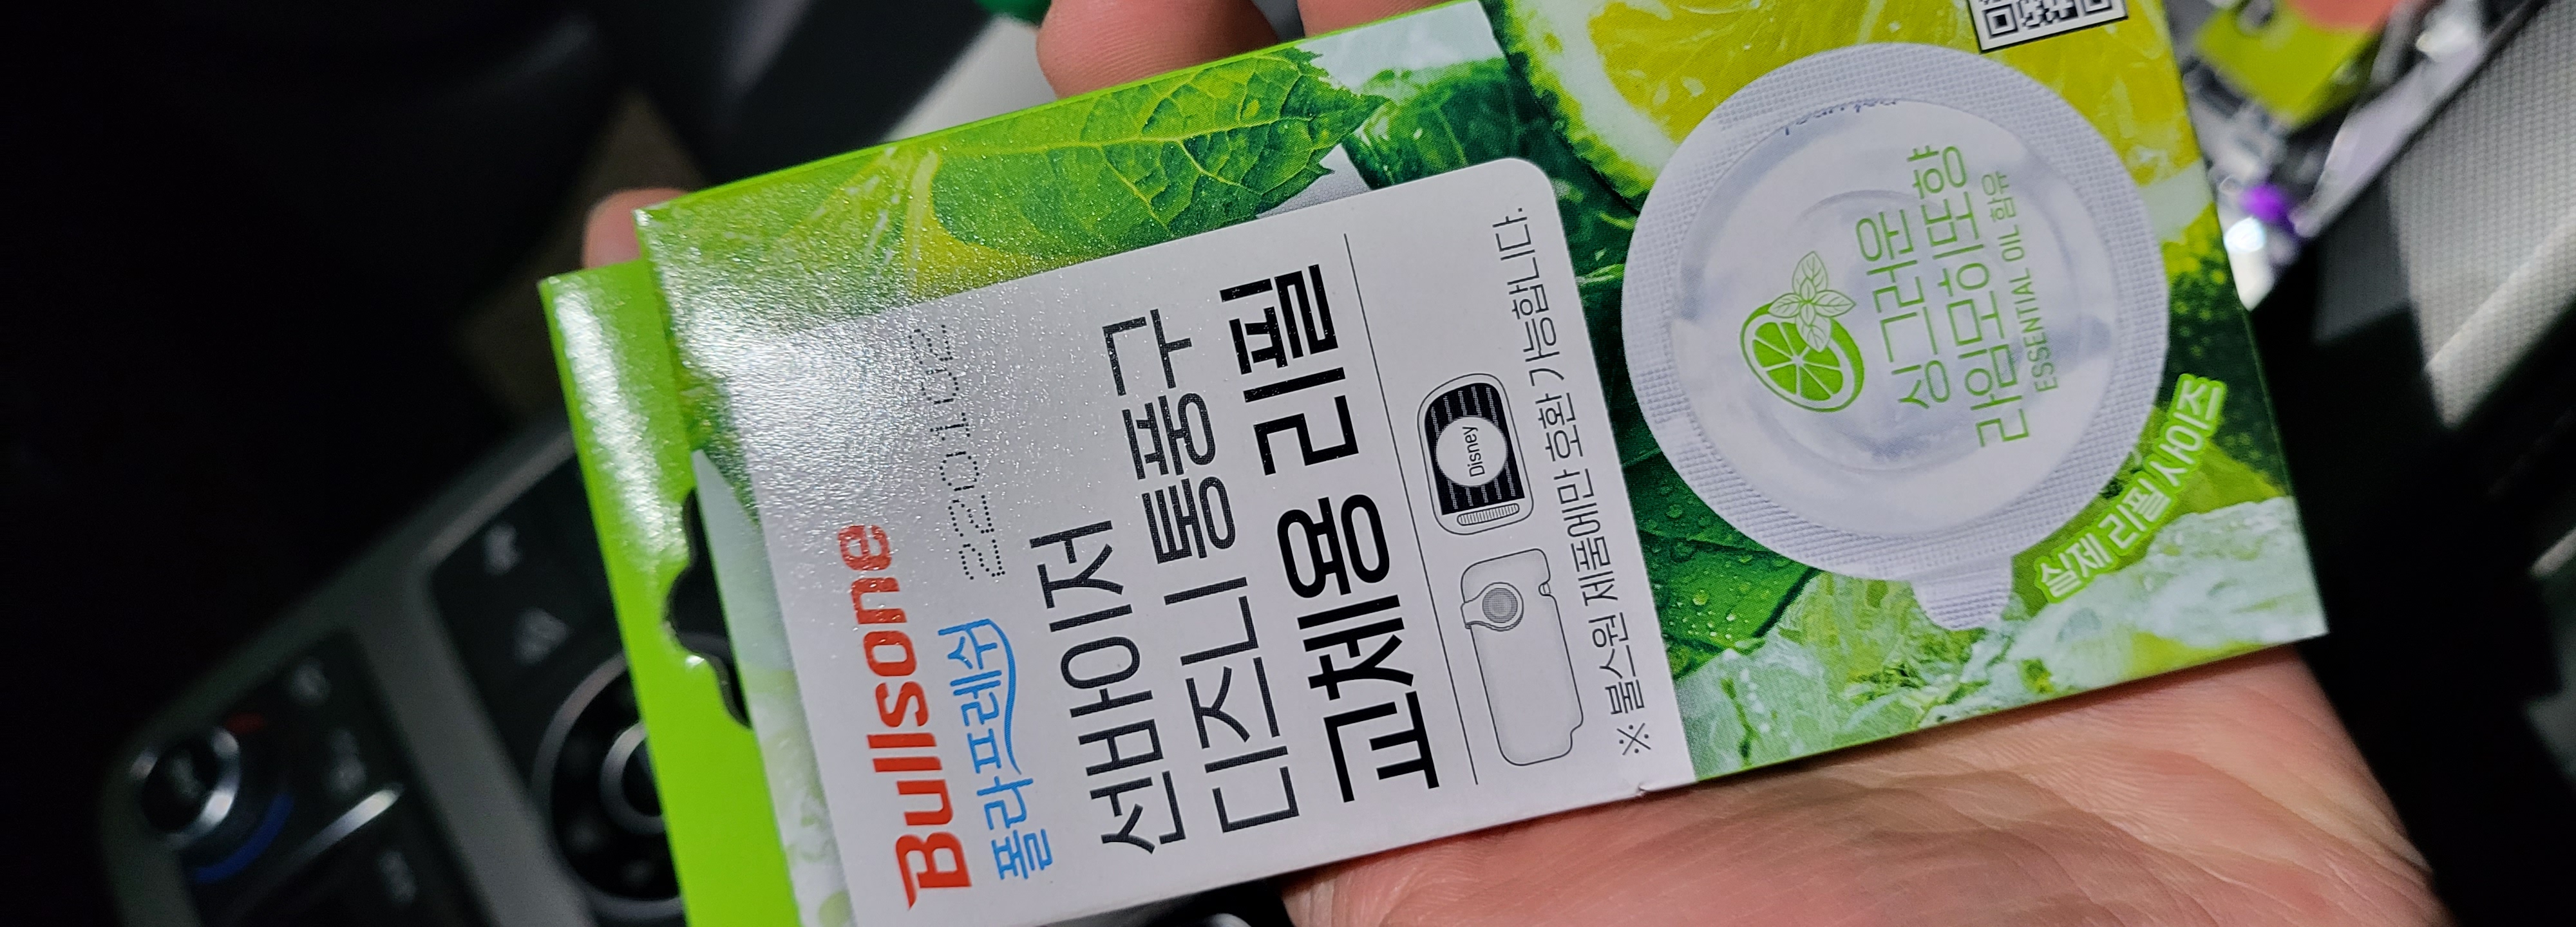 Bullsone
폴라프레쉬
220102
선바이저
디즈니 통풍구
교체용 리필
Disney
※ 불스원 제품에만 호환 가능합니다.
싱그러운
라임모히또향
ESSENTIAL OIL 함유
실제 리필 사이즈